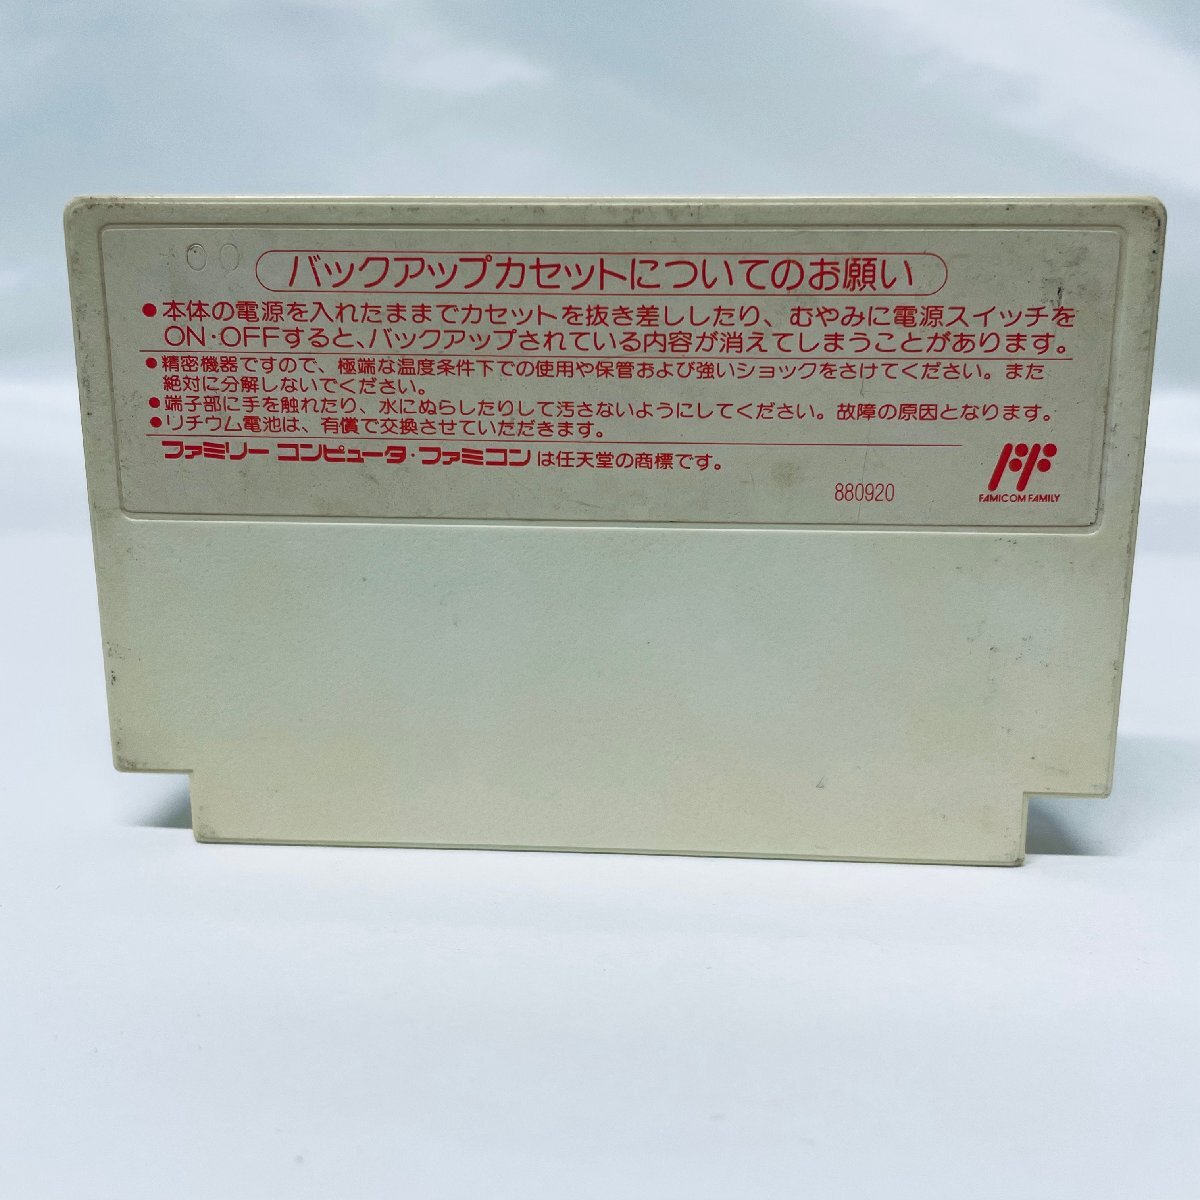 バックアップカセットについてのお願い
●本体の電源を入れたままでカセットを抜き差ししたり、むやみに電源スイッチを
ON·OFFすると、バックアップされている内容が消えてしまうことがあります。
●精密機器ですので、極端な温度条件下での使用や保管および強いショックをさけてください。また
絶対に分解しないでください。
●端子部に手を触れたり、水にぬらしたりして汚さないようにしてください。故障の原因となります。
●リチウム電池は、有償で交換させていただきます。
ファミリー コンピュータ・ファミコン は任天堂の商標です。
880920
FAMICOM FAMILY